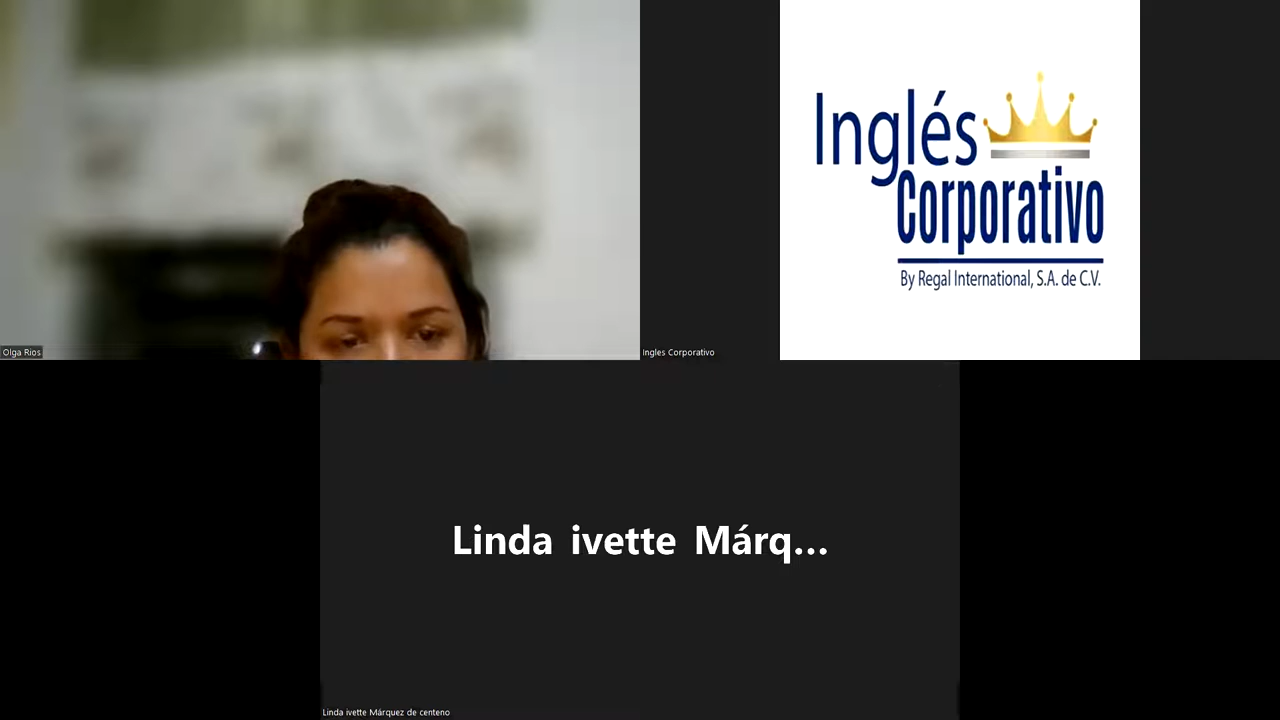 Inglés
Corporativo
By Regal International, S.A. de C.V.
Olga Rios
Ingles Corporativo
Linda ivette Márq...
Linda ivette Márquez de centeno